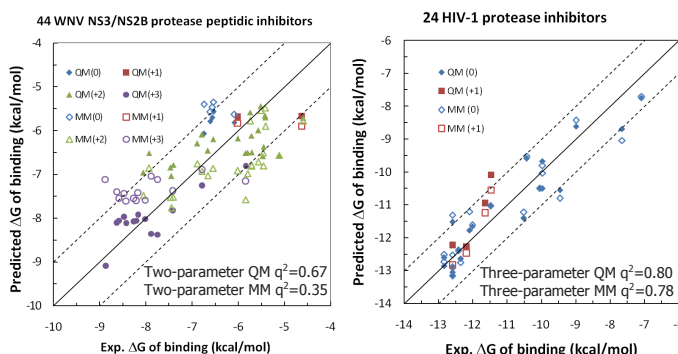 44 WNV NS3/NS2B protease peptidic inhibitors
-4
-5
-6
-7
-8
-9
-10
Predicted ΔG of binding (kcal/mol)
QM(0) QM(+1)
QM(+2) QM(+3)
MM(0) MM(+1)
MM(+2) MM(+3)
Two-parameter QM q²=0.67
Two-parameter MM q²=0.35
-10 -9 -8 -7 -6 -5 -4
Exp. ΔG of binding (kcal/mol)
24 HIV-1 protease inhibitors
-6
-7
-8
-9
-10
-11
-12
-13
-14
Predicted ΔG of binding (kcal/mol)
QM (0)
QM (+1)
MM (0)
MM (+1)
Three-parameter QM q²=0.80
Three-parameter MM q²=0.78
-14 -13 -12 -11 -10 -9 -8 -7 -6
Exp. ΔG of binding (kcal/mol)